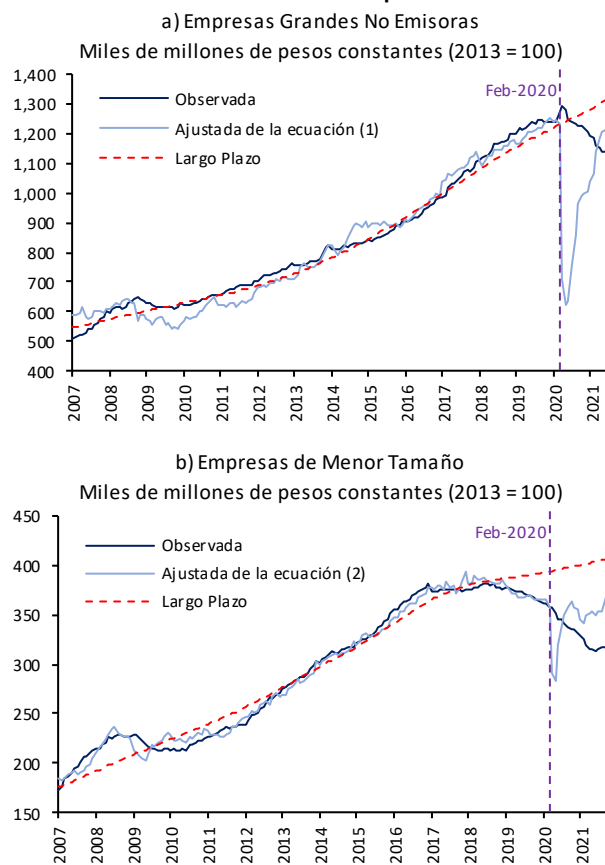 a) Empresas Grandes No Emisoras
Miles de millones de pesos constantes (2013 = 100)
1,400
1,300
1,200
1,100
1,000
900
800
700
600
500
400
Feb-2020
Observada
Ajustada de la ecuación (1)
Largo Plazo
2007 2008 2009 2010 2011 2012 2013 2014 2015 2016 2017 2018 2019 2020 2021
b) Empresas de Menor Tamaño
Miles de millones de pesos constantes (2013 = 100)
450
400
350
300
250
200
150
Feb-2020
Observada
Ajustada de la ecuación (2)
Largo Plazo
2007 2008 2009 2010 2011 2012 2013 2014 2015 2016 2017 2018 2019 2020 2021